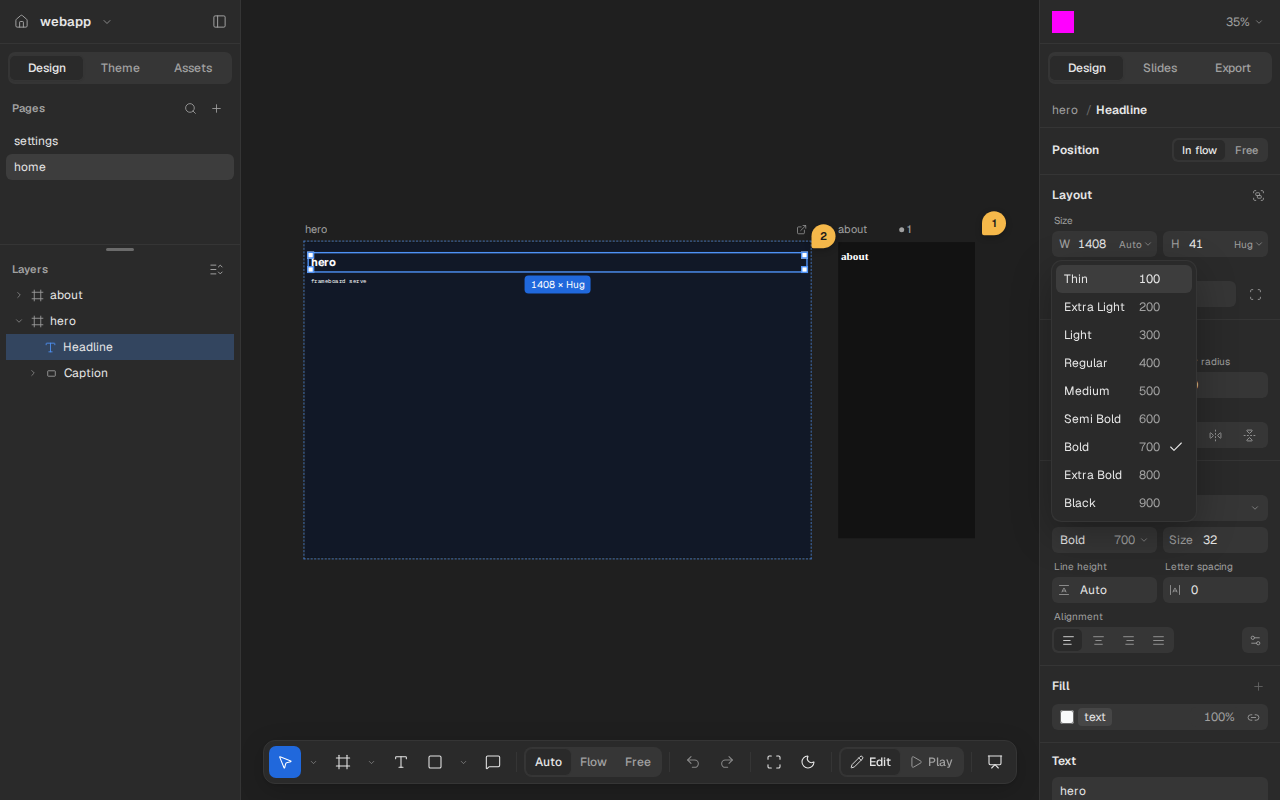 webapp
Design Theme Assets
Pages
settings
home
Layers
about
hero
Headline
Caption
hero
2
about 1
1
hero
frameboard serve
1408 × Hug
about
Auto Flow Free
Edit Play
35%
Design Slides Export
hero / Headline
Position In flow Free
Layout
Size
W 1408 Auto H 41 Hug
Thin 100
Extra Light 200
Light 300
Regular 400
radius
Medium 500
Semi Bold 600
Bold 700
Extra Bold 800
Black 900
Bold 700 Size 32
Line height Letter spacing
Auto 0
Alignment
Fill
text 100%
Text
hero